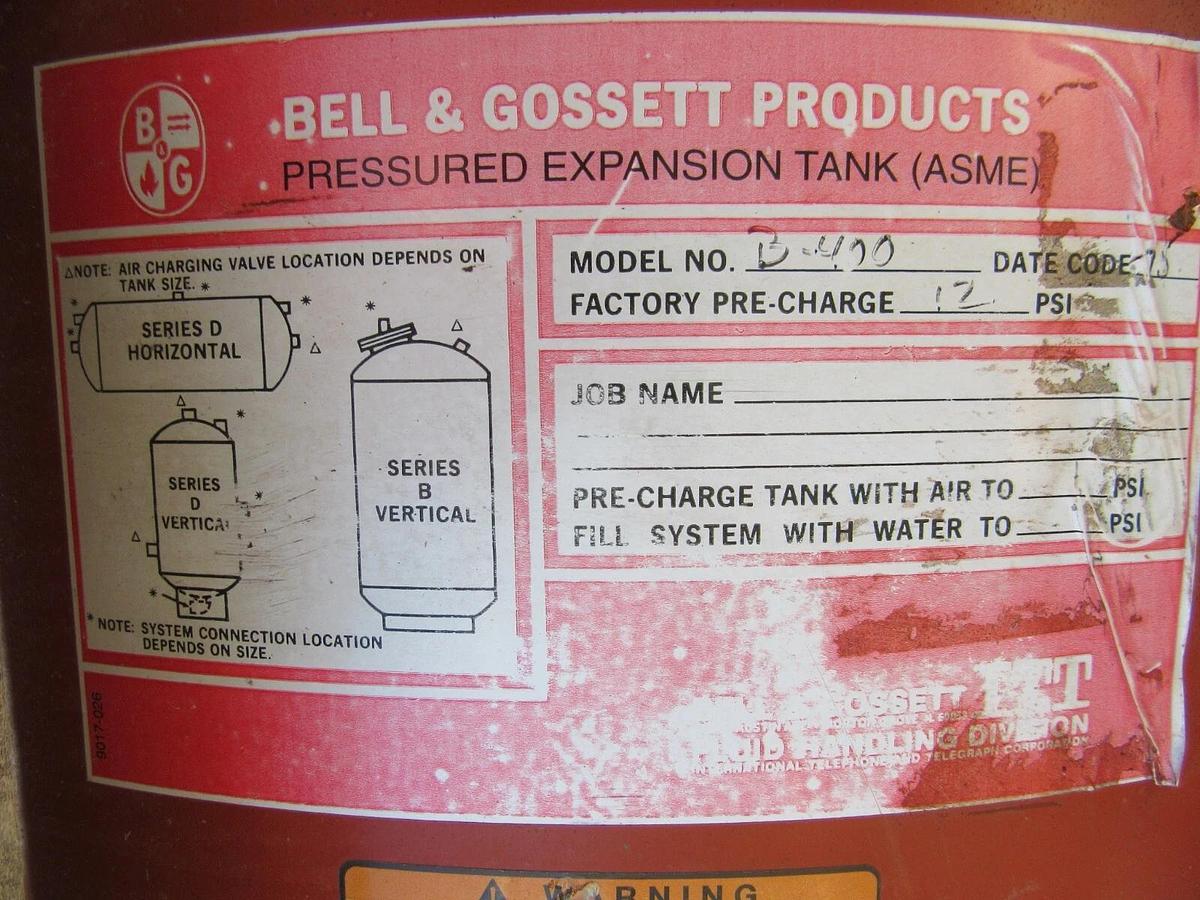 B & G
BELL & GOSSETT PRODUCTS
PRESSURED EXPANSION TANK (ASME)
△NOTE: AIR CHARGING VALVE LOCATION DEPENDS ON
TANK SIZE. *
SERIES D
HORIZONTAL
SERIES
D
VERTICAL
SERIES
B
VERTICAL
* NOTE: SYSTEM CONNECTION LOCATION
DEPENDS ON SIZE.
9017-026
MODEL NO. B-400 DATE CODE
FACTORY PRE-CHARGE 12 PSI
JOB NAME
PRE-CHARGE TANK WITH AIR TO PSI
FILL SYSTEM WITH WATER TO PSI
GOSSETT ITT
FLUID HANDLING DIVISION
INTERNATIONAL TELEPHONE AND TELEGRAPH CORPORATION
WARNING